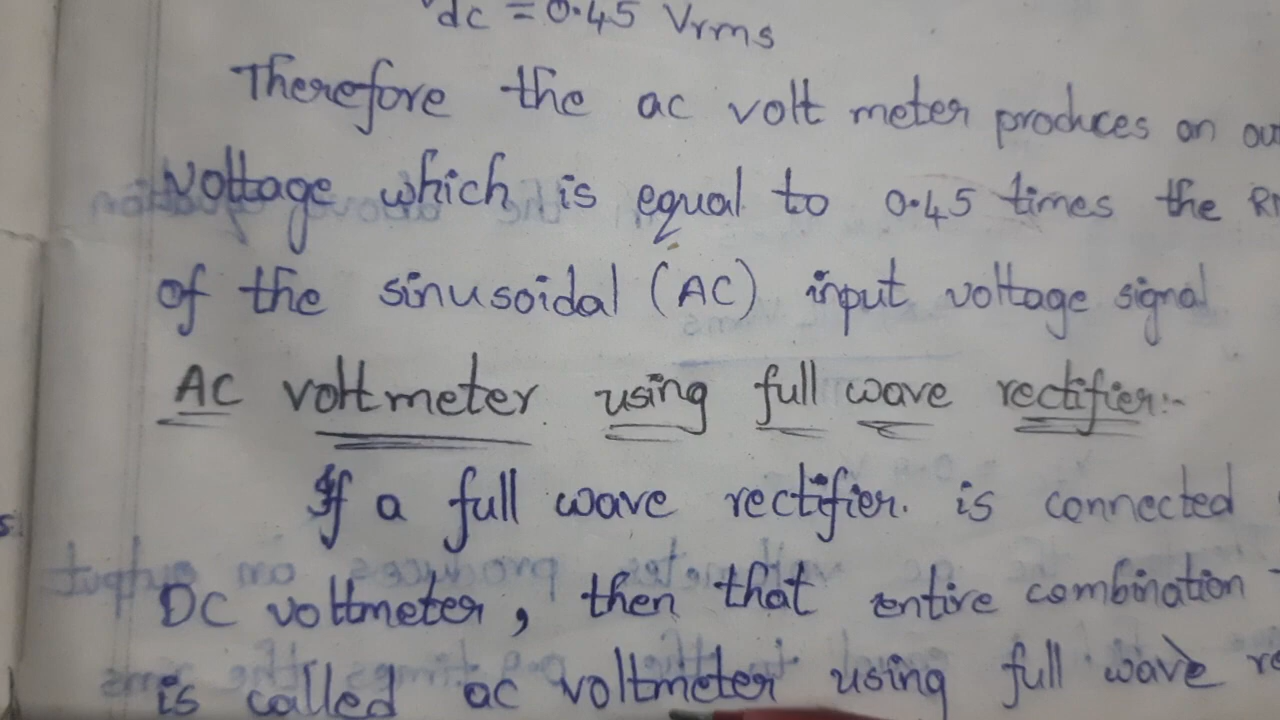 Vdc = 0.45 Vrms
Therefore the ac volt meter produces an
voltage which is equal to 0.45 times the
of the sinusoidal (AC) input voltage signal
AC voltmeter using full wave rectifier:-
If a full wave rectifier. is connected
DC voltmeter, then that entire combination
is called ac voltmeter using full wave